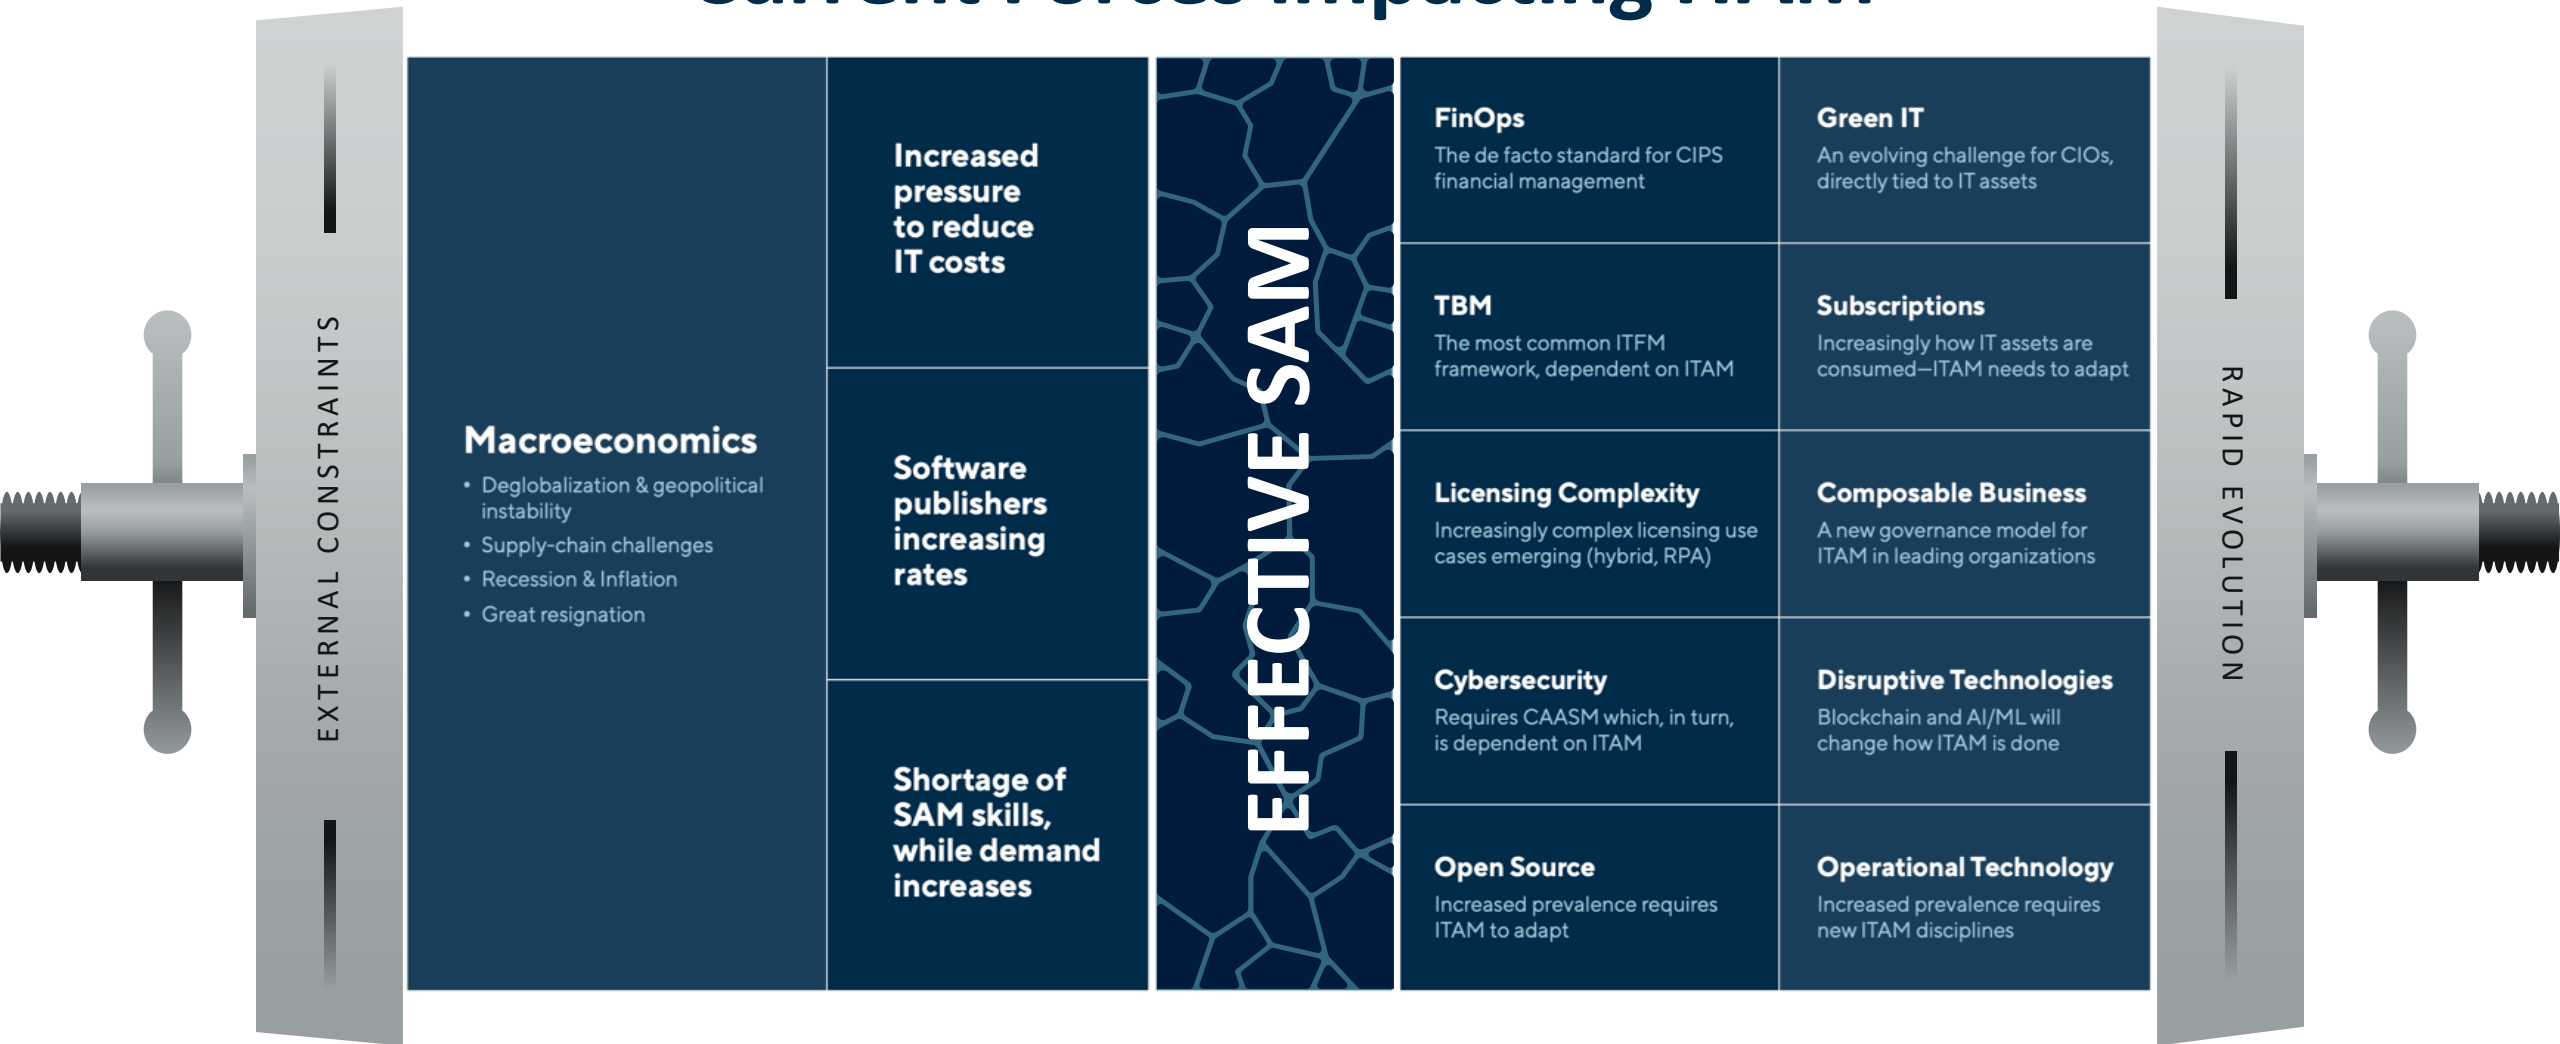 Current Forces Impacting ITAM
EXTERNAL CONSTRAINTS
Macroeconomics
• Deglobalization & geopolitical
instability
• Supply-chain challenges
• Recession & Inflation
• Great resignation
Increased
pressure
to reduce
IT costs
Software
publishers
increasing
rates
Shortage of
SAM skills,
while demand
increases
EFFECTIVE SAM
FinOps
The de facto standard for CIPS
financial management
Green IT
An evolving challenge for CIOs,
directly tied to IT assets
TBM
The most common ITFM
framework, dependent on ITAM
Subscriptions
Increasingly how IT assets are
consumed—ITAM needs to adapt
Licensing Complexity
Increasingly complex licensing use
cases emerging (hybrid, RPA)
Composable Business
A new governance model for
ITAM in leading organizations
Cybersecurity
Requires CAASM which, in turn,
is dependent on ITAM
Disruptive Technologies
Blockchain and AI/ML will
change how ITAM is done
Open Source
Increased prevalence requires
ITAM to adapt
Operational Technology
Increased prevalence requires
new ITAM disciplines
RAPID EVOLUTION